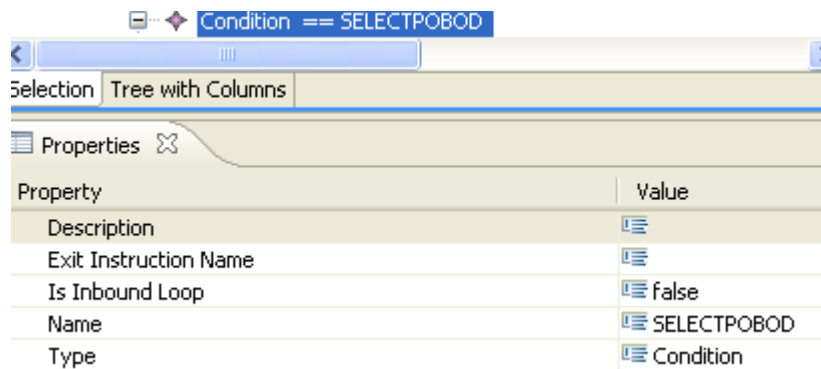 Condition == SELECTPOBOD
Selection Tree with Columns
Properties
Property Value
Description
Exit Instruction Name
Is Inbound Loop false
Name SELECTPOBOD
Type Condition